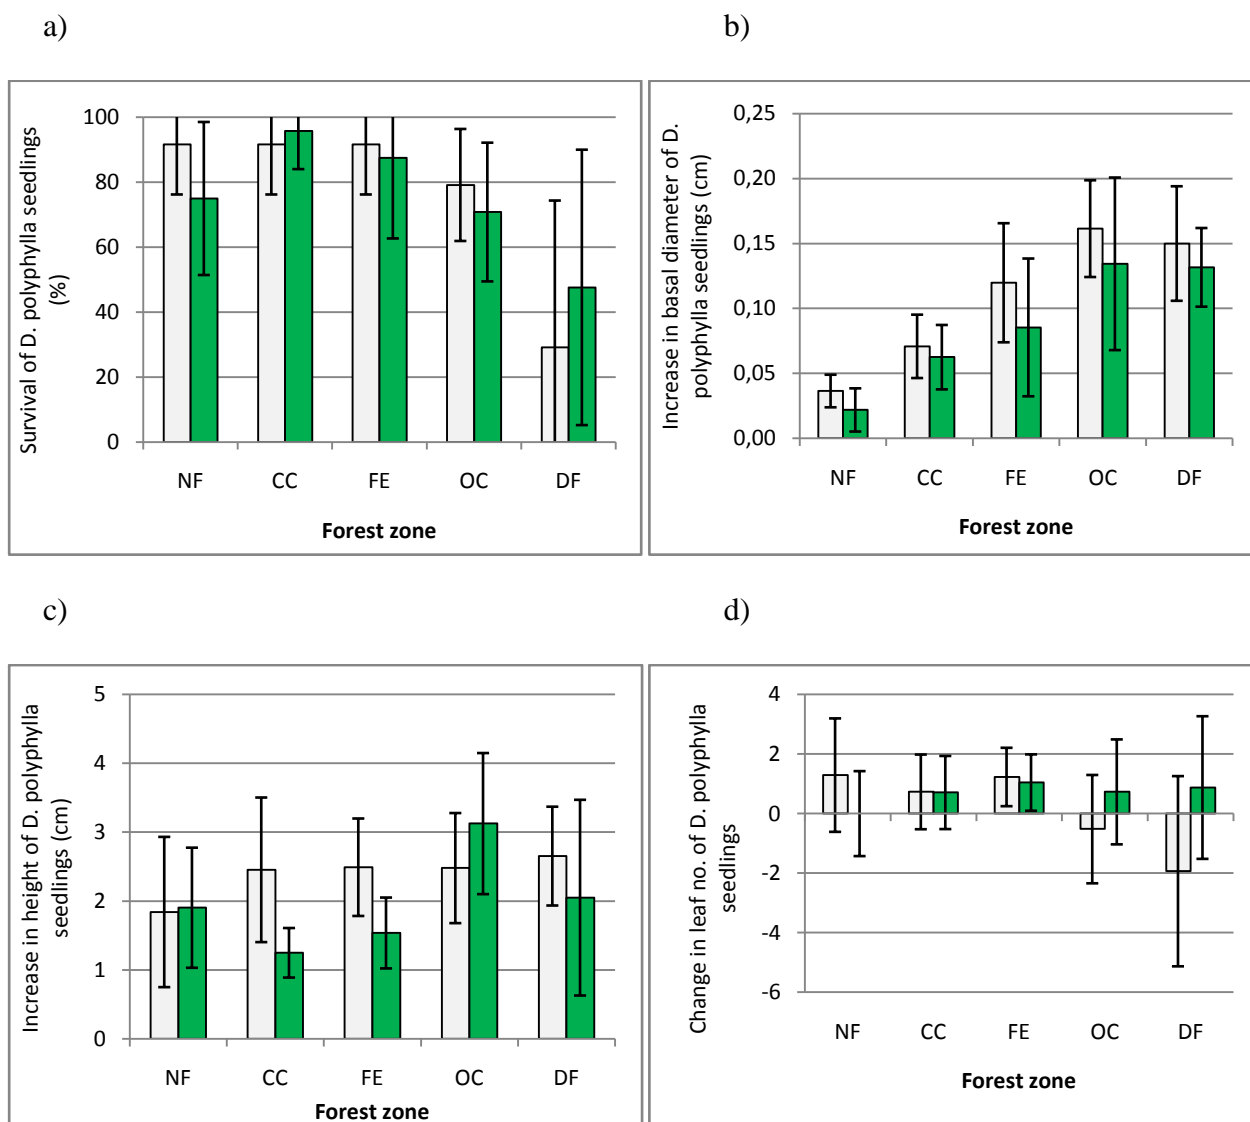 a)
b)
Survival of D. polyphylla seedlings
(%)
100
80
60
40
20
0
NF CC FE OC DF
Forest zone
Increase in basal diameter of D.
polyphylla seedlings (cm)
0,25
0,20
0,15
0,10
0,05
0,00
NF CC FE OC DF
Forest zone
c)
d)
Increase in height of D. polyphylla
seedlings (cm)
5
4
3
2
1
0
NF CC FE OC DF
Forest zone
Change in leaf no. of D. polyphylla
seedlings
4
2
0
-2
-4
-6
NF CC FE OC DF
Forest zone